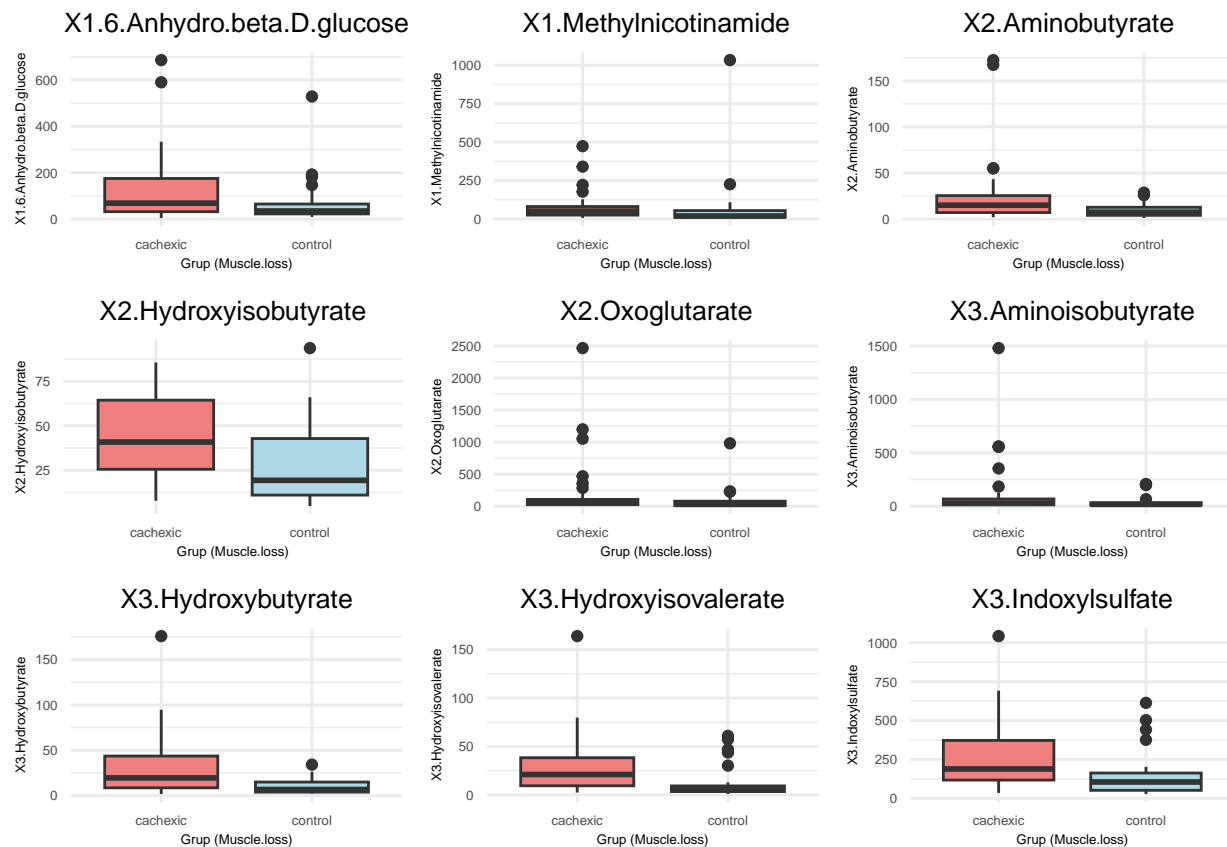 X1.6.Anhydro.beta.D.glucose
X1.6.Anhydro.beta.D.glucose
600
400
200
0
cachexic control
Grup (Muscle.loss)
X1.Methylnicotinamide
X1.Methylnicotinamide
1000
750
500
250
0
cachexic control
Grup (Muscle.loss)
X2.Aminobutyrate
X2.Aminobutyrate
150
100
50
0
cachexic control
Grup (Muscle.loss)
X2.Hydroxyisobutyrate
X2.Hydroxyisobutyrate
75
50
25
cachexic control
Grup (Muscle.loss)
X2.Oxoglutarate
X2.Oxoglutarate
2500
2000
1500
1000
500
0
cachexic control
Grup (Muscle.loss)
X3.Aminoisobutyrate
X3.Aminoisobutyrate
1500
1000
500
0
cachexic control
Grup (Muscle.loss)
X3.Hydroxybutyrate
X3.Hydroxybutyrate
150
100
50
0
cachexic control
Grup (Muscle.loss)
X3.Hydroxyisovalerate
X3.Hydroxyisovalerate
150
100
50
0
cachexic control
Grup (Muscle.loss)
X3.Indoxylsulfate
X3.Indoxylsulfate
1000
750
500
250
0
cachexic control
Grup (Muscle.loss)